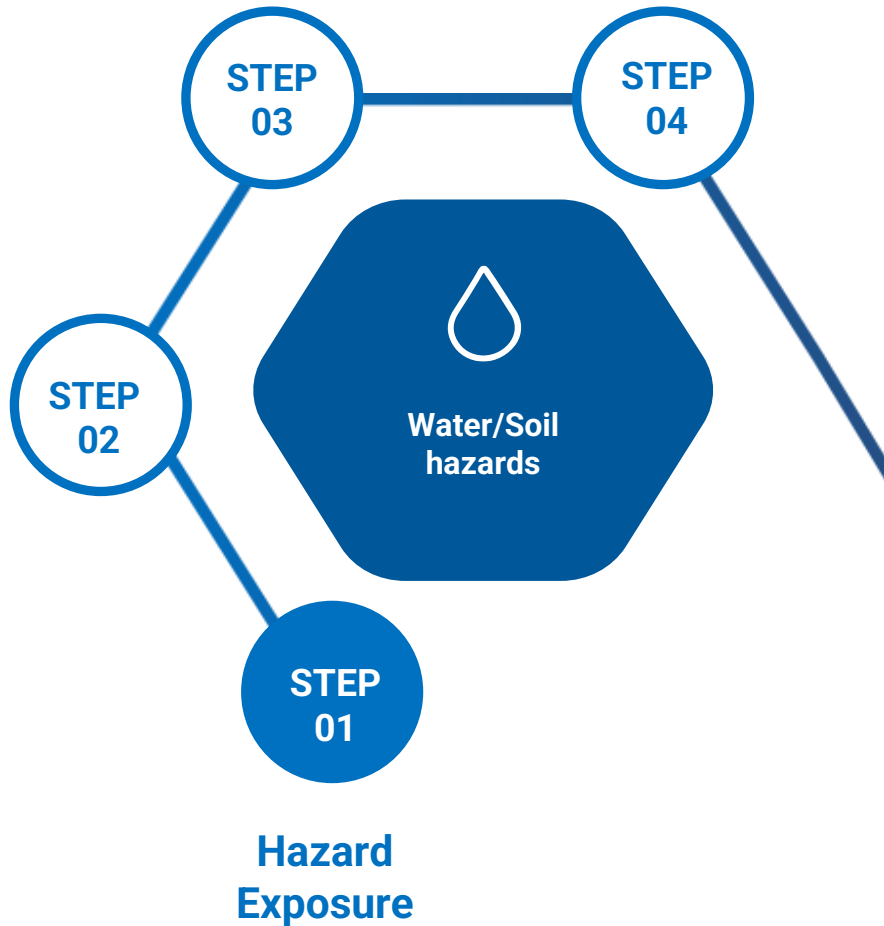 STEP
03
STEP
04
STEP
02
Water/Soil
hazards
STEP
01
Hazard
Exposure